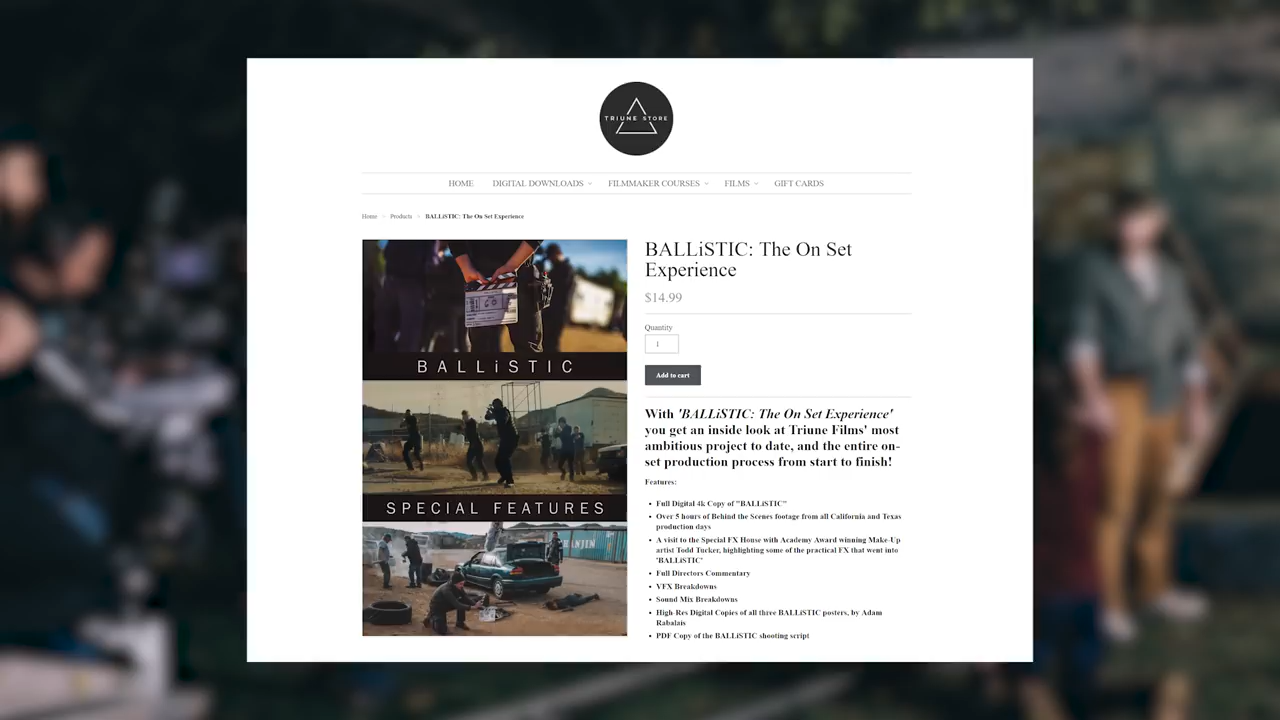 TRIUNE STORE
HOME DIGITAL DOWNLOADS FILMMAKER COURSES FILMS GIFT CARDS
Home Products BALLiSTIC: The On Set Experience
BALLiSTIC
SPECIAL FEATURES
BALLiSTIC: The On Set
Experience
$14.99
Quantity
1
Add to cart
With 'BALLiSTIC: The On Set Experience'
you get an inside look at Triune Films' most
ambitious project to date, and the entire on-
set production process from start to finish!
Features:
• Full Digital 4k Copy of "BALLiSTIC"
• Over 5 hours of Behind the Scenes footage from all California and Texas
production days
• A visit to the Special FX House with Academy Award winning Make-Up
artist Todd Tucker, highlighting some of the practical FX that went into
'BALLiSTIC'
• Full Directors Commentary
• VFX Breakdowns
• Sound Mix Breakdowns
• High-Res Digital Copies of all three BALLiSTIC posters, by Adam
Rabalais
• PDF Copy of the BALLiSTIC shooting script